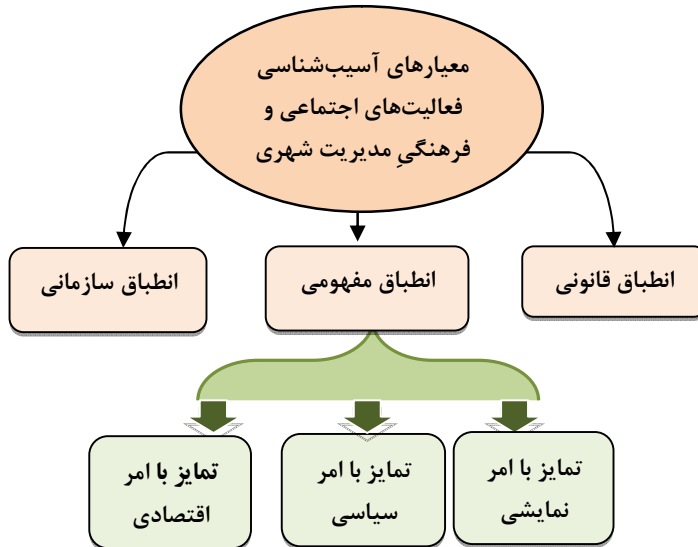 معیارهای آسیب‌شناسی
فعالیت‌های اجتماعی و
فرهنگیِ مدیریت شهری
انطباق قانونی
انطباق مفهومی
انطباق سازمانی
تمایز با امر
نمایشی
تمایز با امر
سیاسی
تمایز با امر
اقتصادی